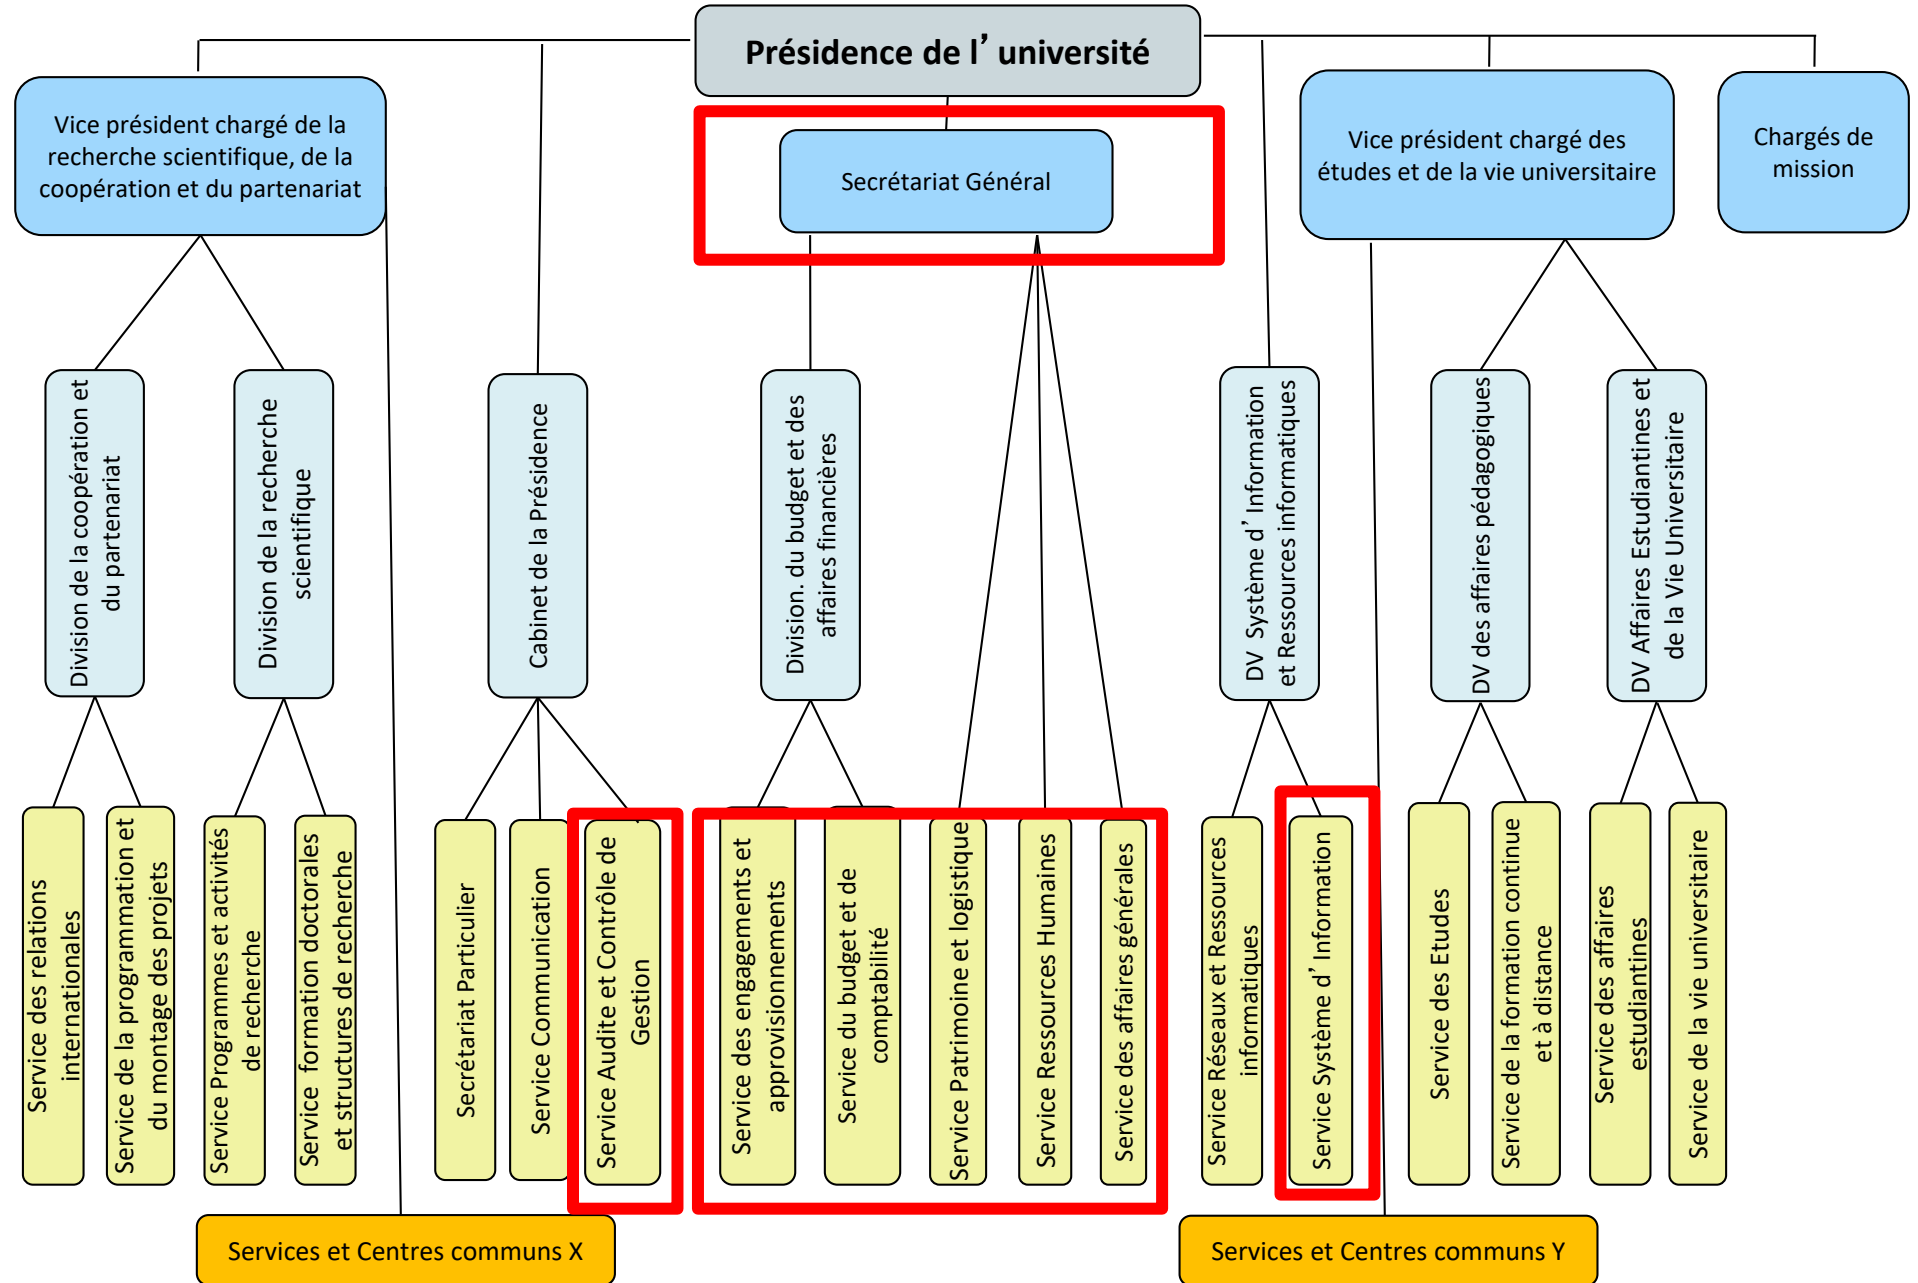 Présidence de l’ université
Vice président chargé de la
recherche scientifique, de la
coopération et du partenariat
Secrétariat Général
Vice président chargé des
études et de la vie universitaire
Chargés de
mission
Division de la coopération et
du partenariat
Division de la recherche
scientifique
Cabinet de la Présidence
Division. du budget et des
affaires financières
DV Système d’ Information
et Ressources informatiques
DV des affaires pédagogiques
DV Affaires Estudiantines et
de la Vie Universitaire
Service des relations
internationales
Service de la programmation et
du montage des projets
Service Programmes et activités
de recherche
Service formation doctorales
et structures de recherche
Secrétariat Particulier
Service Communication
Service Audite et Contrôle de
Gestion
Service des engagements et
approvisionnements
Service du budget et de
comptabilité
Service Patrimoine et logistique
Service Ressources Humaines
Service des affaires générales
Service Réseaux et Ressources
informatiques
Service Système d’ Information
Service des Etudes
Service de la formation continue
et à distance
Service des affaires
estudiantines
Service de la vie universitaire
Services et Centres communs X
Services et Centres communs Y